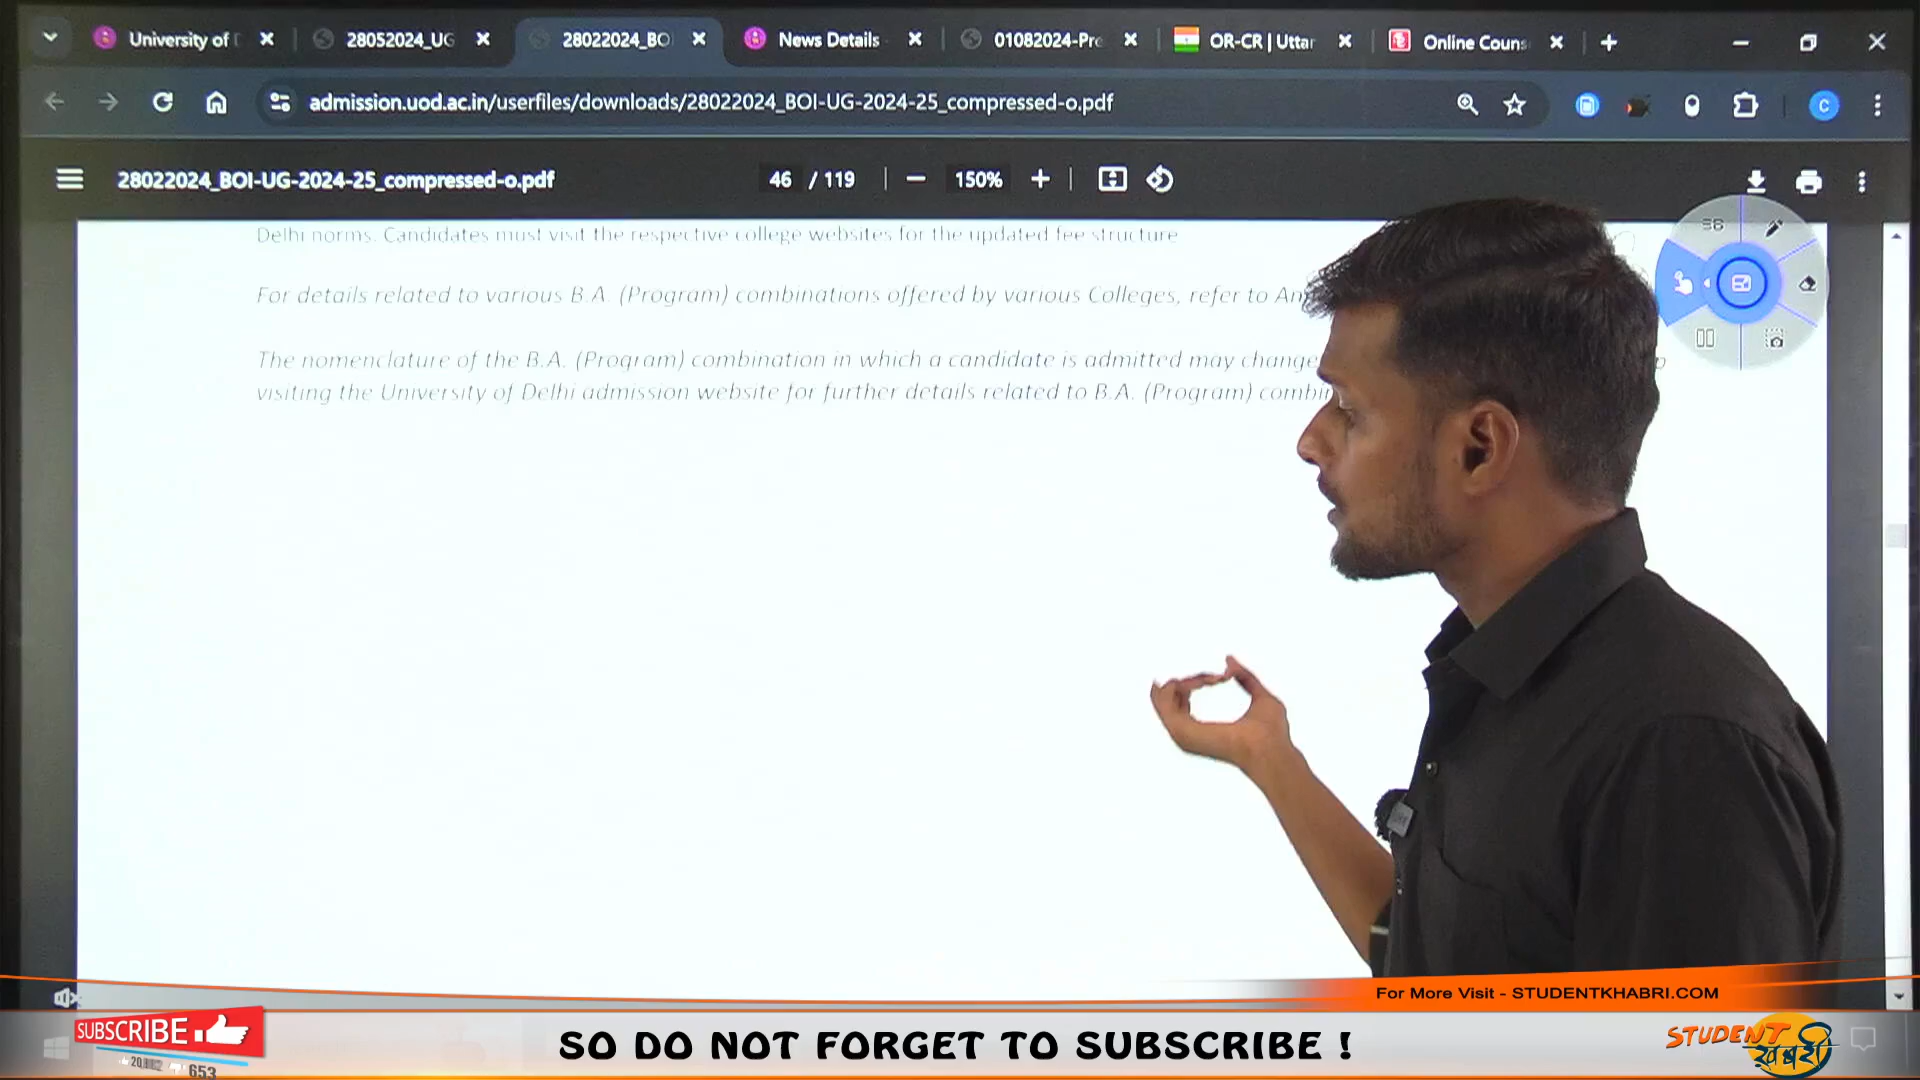 University of
28052024_UG
28022024_BO
News Details
01082024-Pre
OR-CR | Uttar
Online Couns
admission.uod.ac.in/userfiles/downloads/28022024_BOI-UG-2024-25_compressed-o.pdf
C
28022024_BOI-UG-2024-25_compressed-o.pdf
46 / 119
150%
Delhi norms. Candidates must visit the respective college websites for the updated fee structure
For details related to various B.A. (Program) combinations offered by various Colleges, refer to An
The nomenclature of the B.A. (Program) combination in which a candidate is admitted may change
visiting the University of Delhi admission website for further details related to B.A. (Program) combin
For More Visit - STUDENTKHABRI.COM
SUBSCRIBE
653
SO DO NOT FORGET TO SUBSCRIBE !
STUDENT
खबरी